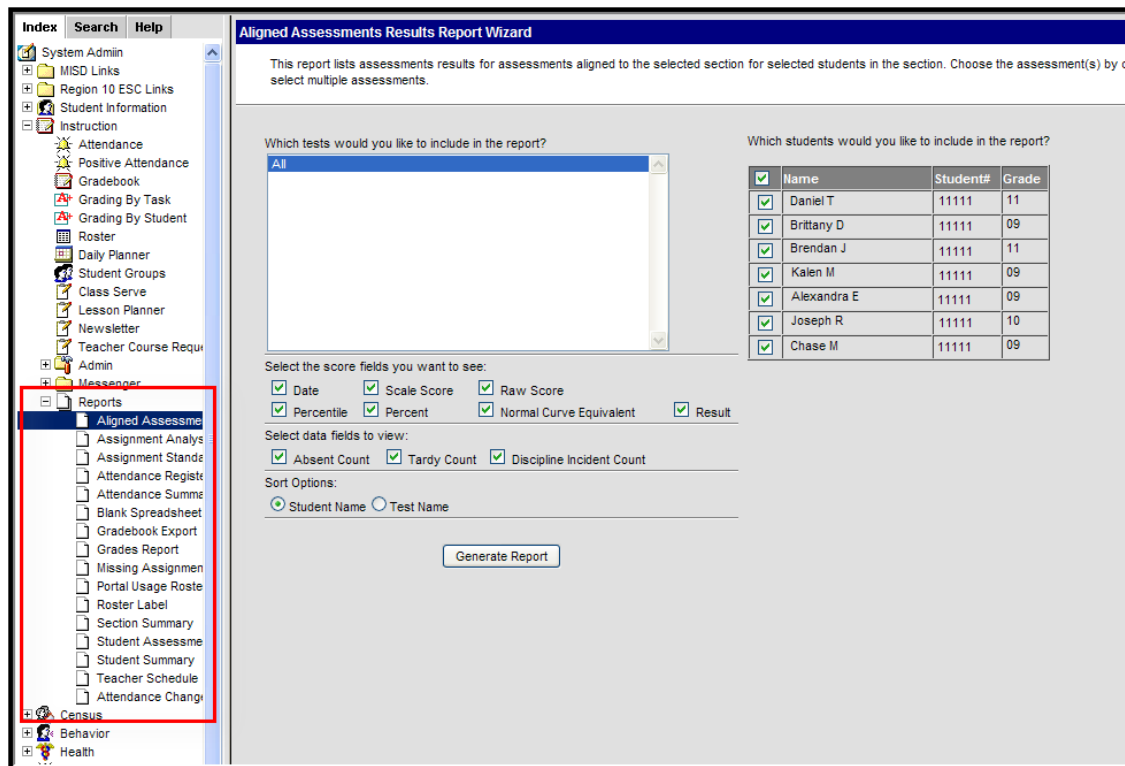 Index Search Help
System Admiin
MISD Links
Region 10 ESC Links
Student Information
Instruction
Attendance
Positive Attendance
Gradebook
Grading By Task
Grading By Student
Roster
Daily Planner
Student Groups
Class Serve
Lesson Planner
Newsletter
Teacher Course Reque
Admin
Messenger
Reports
Aligned Assessme
Assignment Analys
Assignment Standa
Attendance Registe
Attendance Summa
Blank Spreadsheet
Gradebook Export
Grades Report
Missing Assignmen
Portal Usage Roste
Roster Label
Section Summary
Student Assessme
Student Summary
Teacher Schedule
Attendance Change
Census
Behavior
Health
Aligned Assessments Results Report Wizard
This report lists assessments results for assessments aligned to the selected section for selected students in the section. Choose the assessment(s) by
select multiple assessments.
Which tests would you like to include in the report?
All
Select the score fields you want to see:
Date Scale Score Raw Score
Percentile Percent Normal Curve Equivalent Result
Select data fields to view:
Absent Count Tardy Count Discipline Incident Count
Sort Options:
Student Name Test Name
Generate Report
Which students would you like to include in the report?
Name Student# Grade
Daniel T 11111 11
Brittany D 11111 09
Brendan J 11111 11
Kalen M 11111 09
Alexandra E 11111 09
Joseph R 11111 10
Chase M 11111 09